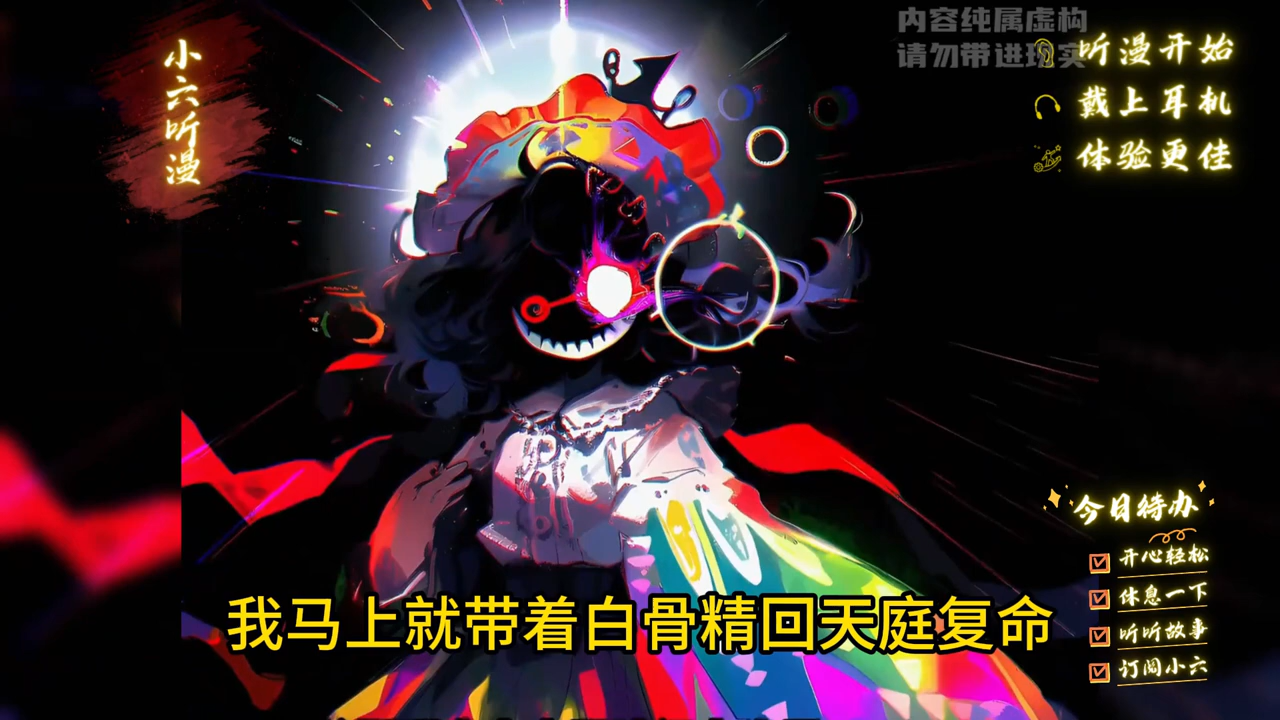 小六听漫
内容纯属虚构
请勿带进现实
听漫开始
戴上耳机
体验更佳
今日待办
开心轻松
休息一下
听听故事
订阅小六
我马上就带着白骨精回天庭复命